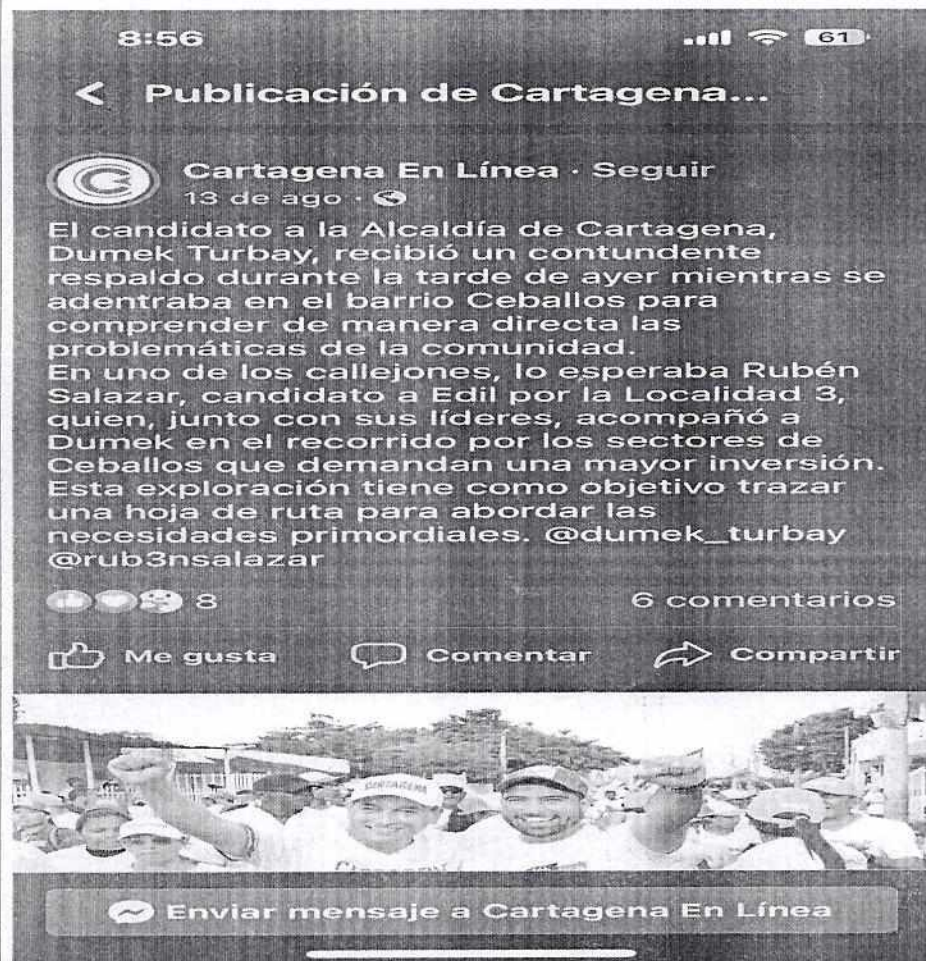 8:56
61
Publicación de Cartagena...
Cartagena En Línea · Seguir
13 de ago ·
El candidato a la Alcaldía de Cartagena,
Dumek Turbay, recibió un contundente
respaldo durante la tarde de ayer mientras se
adentraba en el barrio Ceballos para
comprender de manera directa las
problemáticas de la comunidad.
En uno de los callejones, lo esperaba Rubén
Salazar, candidato a Edil por la Localidad 3,
quien, junto con sus líderes, acompañó a
Dumek en el recorrido por los sectores de
Ceballos que demandan una mayor inversión.
Esta exploración tiene como objetivo trazar
una hoja de ruta para abordar las
necesidades primordiales. @dumek_turbay
@rub3nsalazar
8
6 comentarios
Me gusta
Comentar
Compartir
Enviar mensaje a Cartagena En Línea